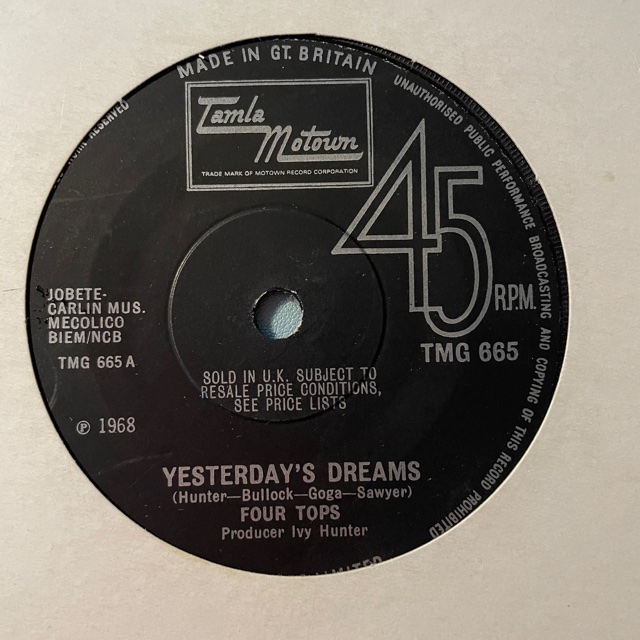 MADE IN GT. BRITAIN
UNAUTHORISED PUBLIC PERFORMANCE BROADCASTING AND COPYING OF THIS RECORD PROHIBITED
RESERVED
Tamla
Motown
TRADE MARK OF MOTOWN RECORD CORPORATION
45
R.P.M.
TMG 665
JOBETE-
CARLIN MUS.
MECOLICO
BIEM/NCB
TMG 665 A
℗ 1968
SOLD IN U.K. SUBJECT TO
RESALE PRICE CONDITIONS,
SEE PRICE LISTS
YESTERDAY'S DREAMS
(Hunter—Bullock—Goga—Sawyer)
FOUR TOPS
Producer Ivy Hunter
LIMITED